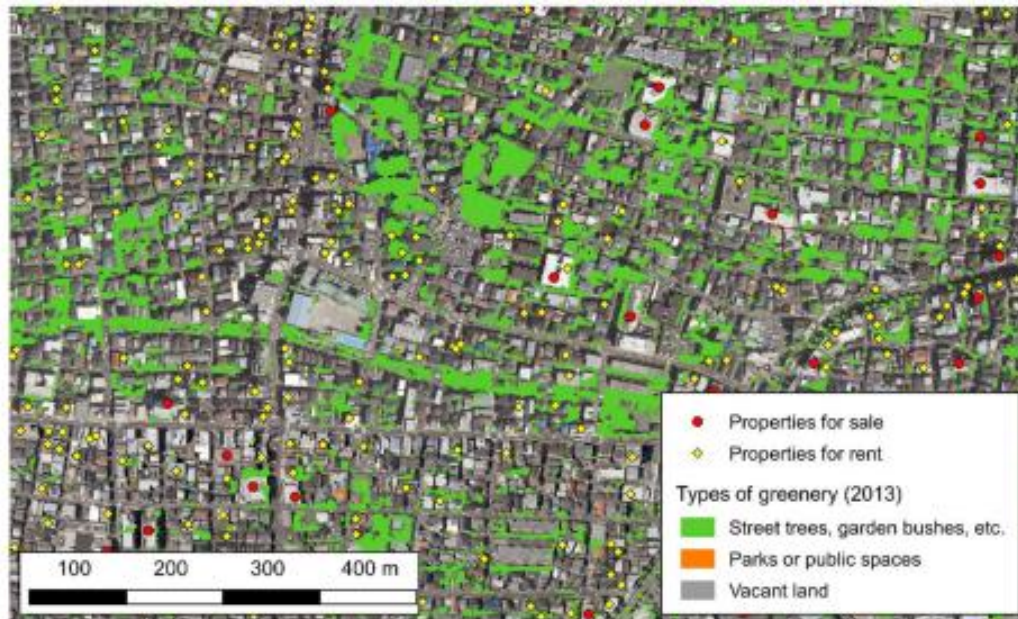 Properties for sale
Properties for rent
Types of greenery (2013)
Street trees, garden bushes, etc.
Parks or public spaces
Vacant land
100 200 300 400 m